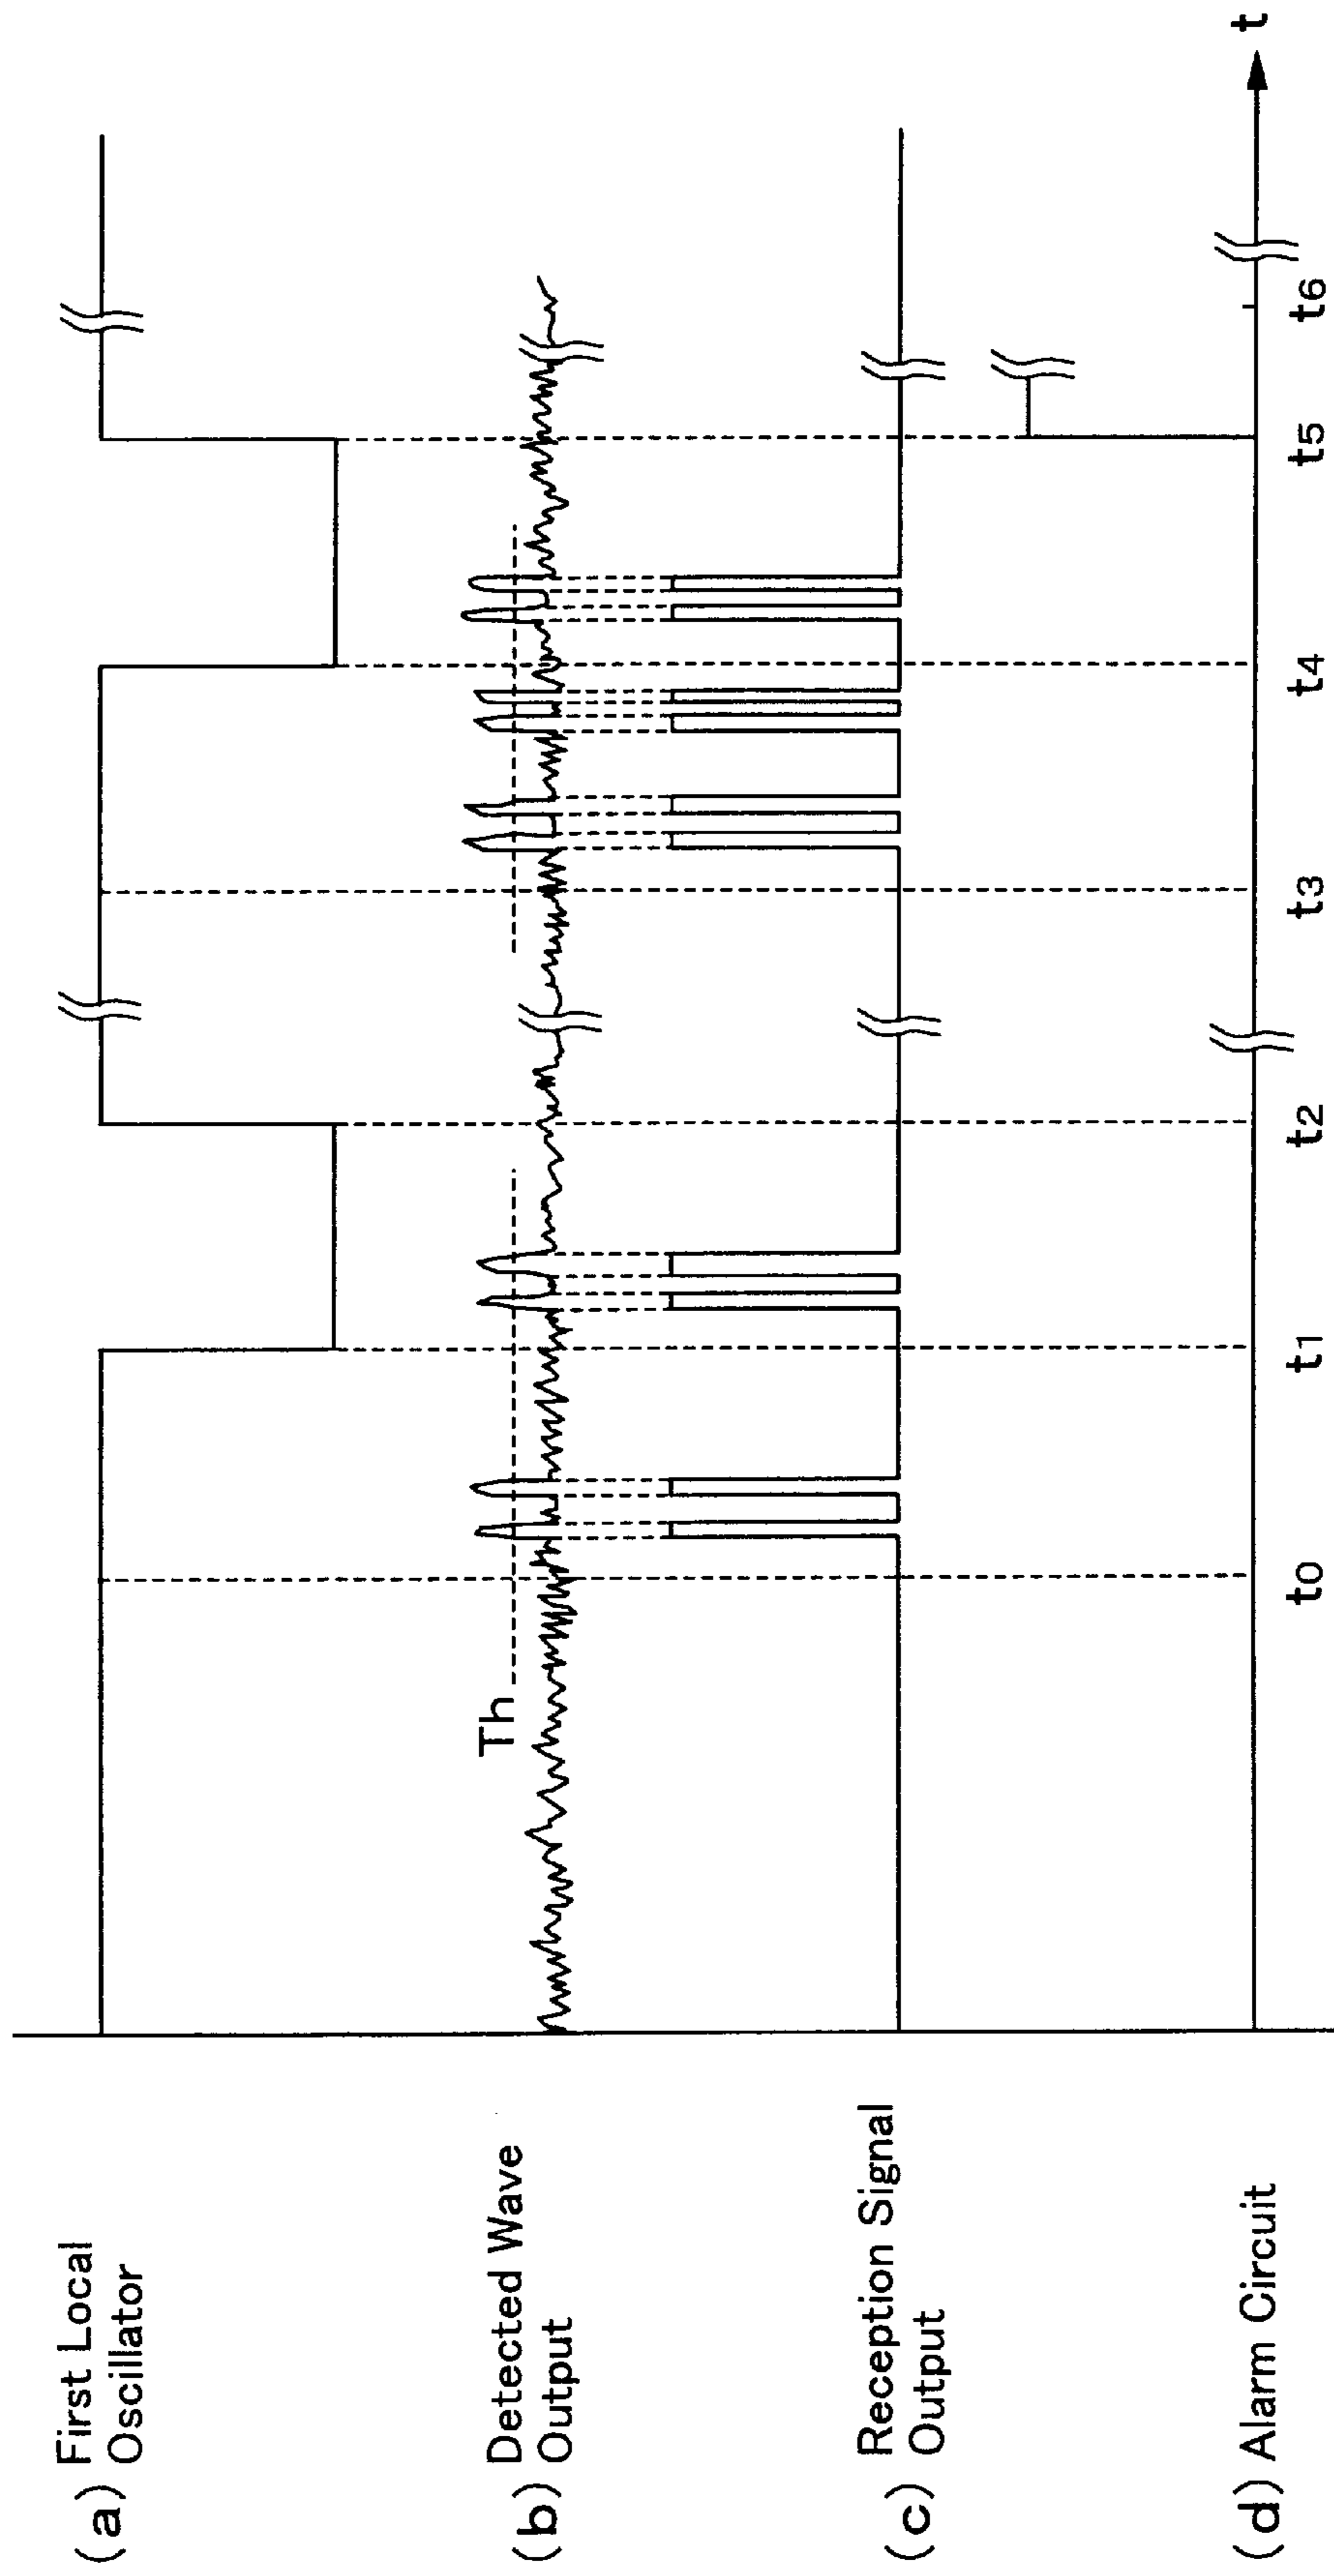 (a) First Local
Oscillator
(b) Detected Wave
Output
Th
(c) Reception Signal
Output
(d) Alarm Circuit
t0
t1
t2
t3
t4
t5
t6
t